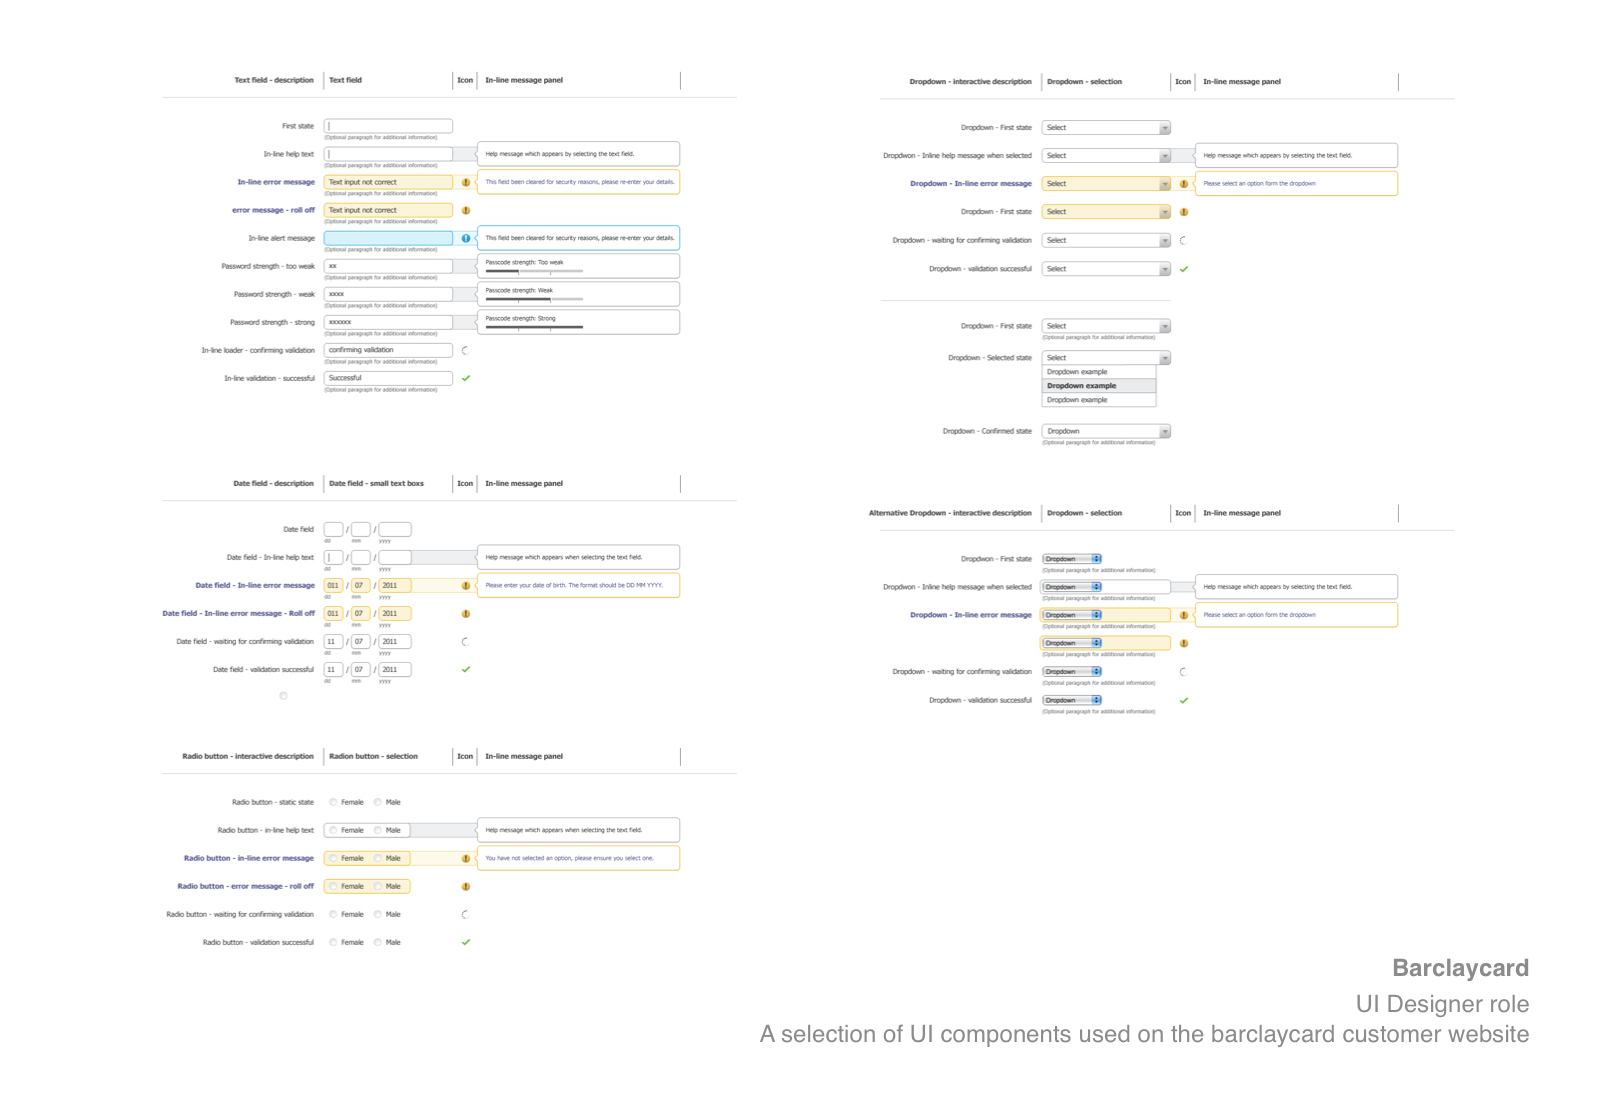 Text field - description Text field Icon In-line message panel
First state
(Optional paragraph for additional information)
In-line help text Help message which appears by selecting the text field.
(Optional paragraph for additional information)
In-line error message Text input not correct This field been cleared for security reasons, please re-enter your details.
(Optional paragraph for additional information)
error message - roll off Text input not correct
(Optional paragraph for additional information)
In-line alert message This field been cleared for security reasons, please re-enter your details.
(Optional paragraph for additional information)
Password strength - too weak xx Passcode strength: Too weak
(Optional paragraph for additional information)
Password strength - weak xxxx Passcode strength: Weak
(Optional paragraph for additional information)
Password strength - strong xxxxxx Passcode strength: Strong
(Optional paragraph for additional information)
In-line loader - confirming validation confirming validation
(Optional paragraph for additional information)
In-line validation - successful Successful
(Optional paragraph for additional information)
Date field - description Date field - small text boxs Icon In-line message panel
Date field / /
dd mm yyyy
Date field - In-line help text / / Help message which appears when selecting the text field.
dd mm yyyy
Date field - In-line error message 011 / 07 / 2011 Please enter your date of birth. The format should be DD MM YYYY.
dd mm yyyy
Date field - In-line error message - Roll off 011 / 07 / 2011
dd mm yyyy
Date field - waiting for confirming validation 11 / 07 / 2011
dd mm yyyy
Date field - validation successful 11 / 07 / 2011
dd mm yyyy
Radio button - interactive description Radion button - selection Icon In-line message panel
Radio button - static state Female Male
Radio button - in-line help text Female Male Help message which appears when selecting the text field.
Radio button - in-line error message Female Male You have not selected an option, please ensure you select one.
Radio button - error message - roll off Female Male
Radio button - waiting for confirming validation Female Male
Radio button - validation successful Female Male
Dropdown - interactive description Dropdown - selection Icon In-line message panel
Dropdown - First state Select
Dropdwon - Inline help message when selected Select Help message which appears by selecting the text field.
Dropdown - In-line error message Select Please select an option form the dropdown
Dropdown - First state Select
Dropdown - waiting for confirming validation Select
Dropdown - validation successful Select
Dropdown - First state Select
(Optional paragraph for additional information)
Dropdown - Selected state Select
Dropdown example
Dropdown example
Dropdown example
Dropdown - Confirmed state Dropdown
(Optional paragraph for additional information)
Alternative Dropdown - interactive description Dropdown - selection Icon In-line message panel
Dropdwon - First state Dropdown
(Optional paragraph for additional information)
Dropdwon - Inline help message when selected Dropdown Help message which appears by selecting the text field.
(Optional paragraph for additional information)
Dropdown - In-line error message Dropdown Please select an option form the dropdown
(Optional paragraph for additional information)
Dropdown
(Optional paragraph for additional information)
Dropdown - waiting for confirming validation Dropdown
(Optional paragraph for additional information)
Dropdown - validation successful Dropdown
(Optional paragraph for additional information)
Barclaycard
UI Designer role
A selection of UI components used on the barclaycard customer website